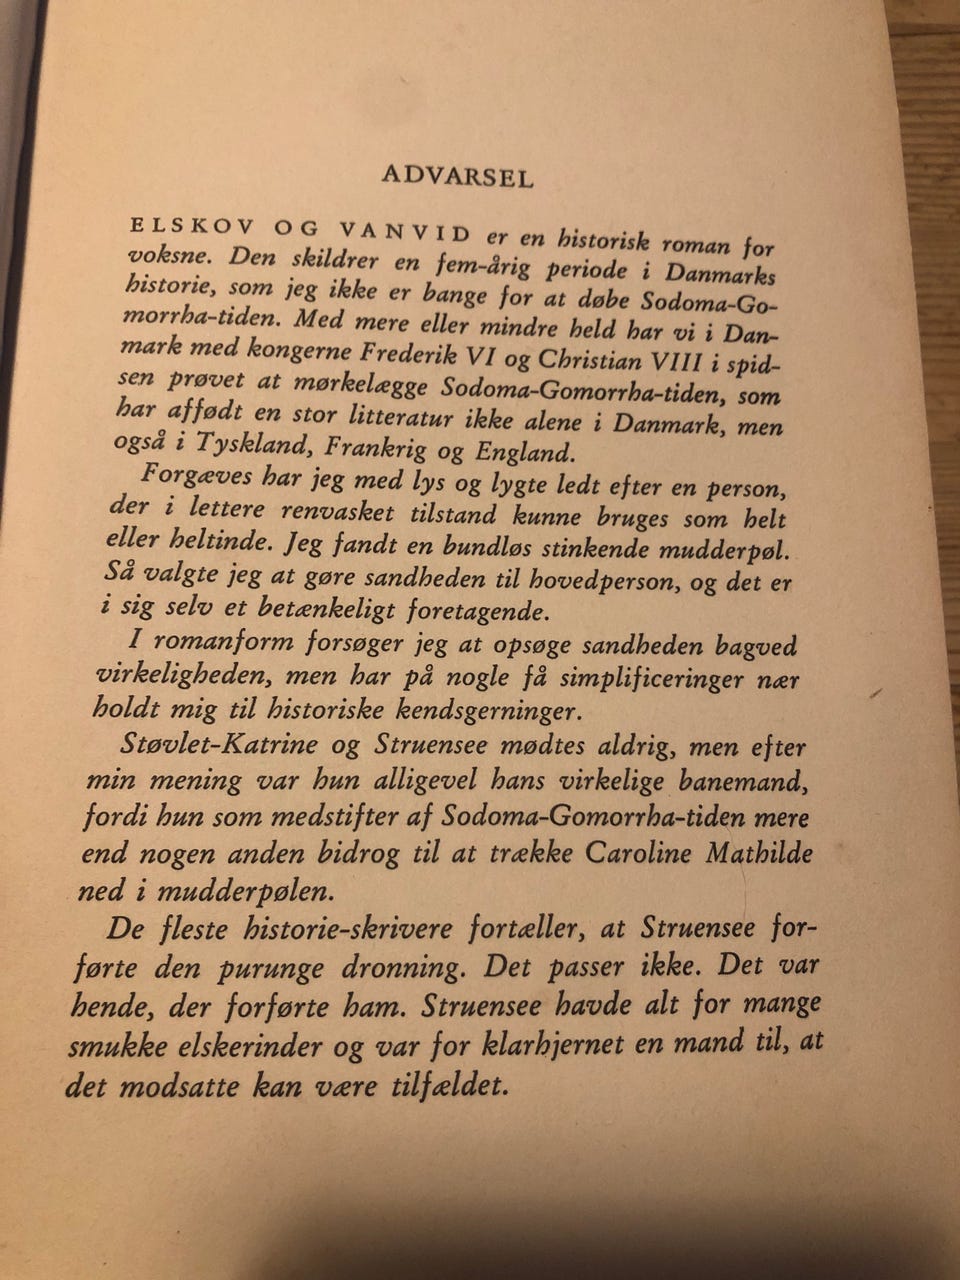 ADVARSEL
ELSKOV OG VANVID er en historisk roman for
voksne. Den skildrer en fem-årig periode i Danmarks
historie, som jeg ikke er bange for at døbe Sodoma-Go-
morrha-tiden. Med mere eller mindre held har vi i Dan-
mark med kongerne Frederik VI og Christian VIII i spid-
sen prøvet at mørkelægge Sodoma-Gomorrha-tiden, som
har affødt en stor litteratur ikke alene i Danmark, men
også i Tyskland, Frankrig og England.
Forgæves har jeg med lys og lygte ledt efter en person,
der i lettere renvasket tilstand kunne bruges som helt
eller heltinde. Jeg fandt en bundløs stinkende mudderpøl.
Så valgte jeg at gøre sandheden til hovedperson, og det er
i sig selv et betænkeligt foretagende.
I romanform forsøger jeg at opsøge sandheden bagved
virkeligheden, men har på nogle få simplificeringer nær
holdt mig til historiske kendsgerninger.
Støvlet-Katrine og Struensee mødtes aldrig, men efter
min mening var hun alligevel hans virkelige banemand,
fordi hun som medstifter af Sodoma-Gomorrha-tiden mere
end nogen anden bidrog til at trække Caroline Mathilde
ned i mudderpølen.
De fleste historie-skrivere fortæller, at Struensee for-
førte den purunge dronning. Det passer ikke. Det var
hende, der forførte ham. Struensee havde alt for mange
smukke elskerinder og var for klarhjernet en mand til, at
det modsatte kan være tilfældet.